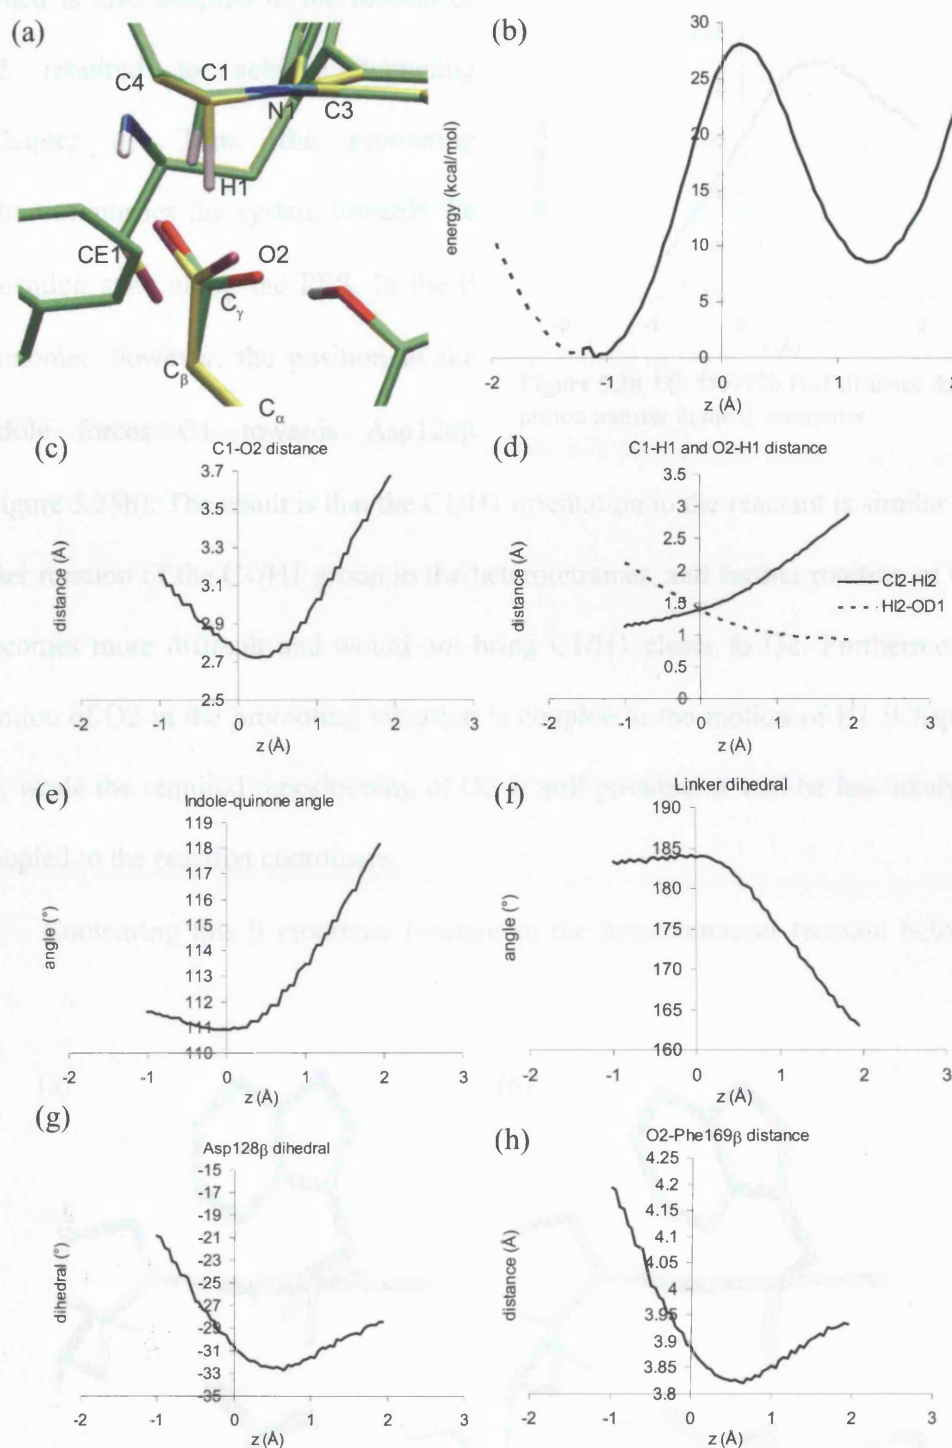 (a)
C4
C1
N1
C3
H1
CE1
O2
Cγ
Cβ
Cα
(b)
energy (kcal/mol)
30
25
20
15
10
5
0
-2 -1 0 1 2
z (Å)
(c)
C1-O2 distance
distance (Å)
3.7
3.5
3.3
3.1
2.9
2.7
2.5
-2 -1 0 1 2 3
z (Å)
(d)
C1-H1 and O2-H1 distance
distance (Å)
3.5
3
2.5
2
1.5
1
0.5
0
-2 -1 0 1 2 3
z (Å)
Cl2-Hl2
Hl2-OD1
(e)
Indole-quinone angle
angle (°)
119
118
117
116
115
114
113
112
111
110
-2 -1 0 1 2 3
z (Å)
(f)
Linker dihedral
angle (°)
190
185
180
175
170
165
160
-2 -1 0 1 2 3
z (Å)
(g)
Asp128β dihedral
dihedral (°)
-15
-17
-19
-21
-23
-25
-27
-29
-31
-33
-35
-2 -1 0 1 2 3
z (Å)
(h)
O2-Phe169β distance
distance (Å)
4.25
4.2
4.15
4.1
4.05
4
3.95
3.9
3.85
3.8
-2 -1 0 1 2 3
z (Å)